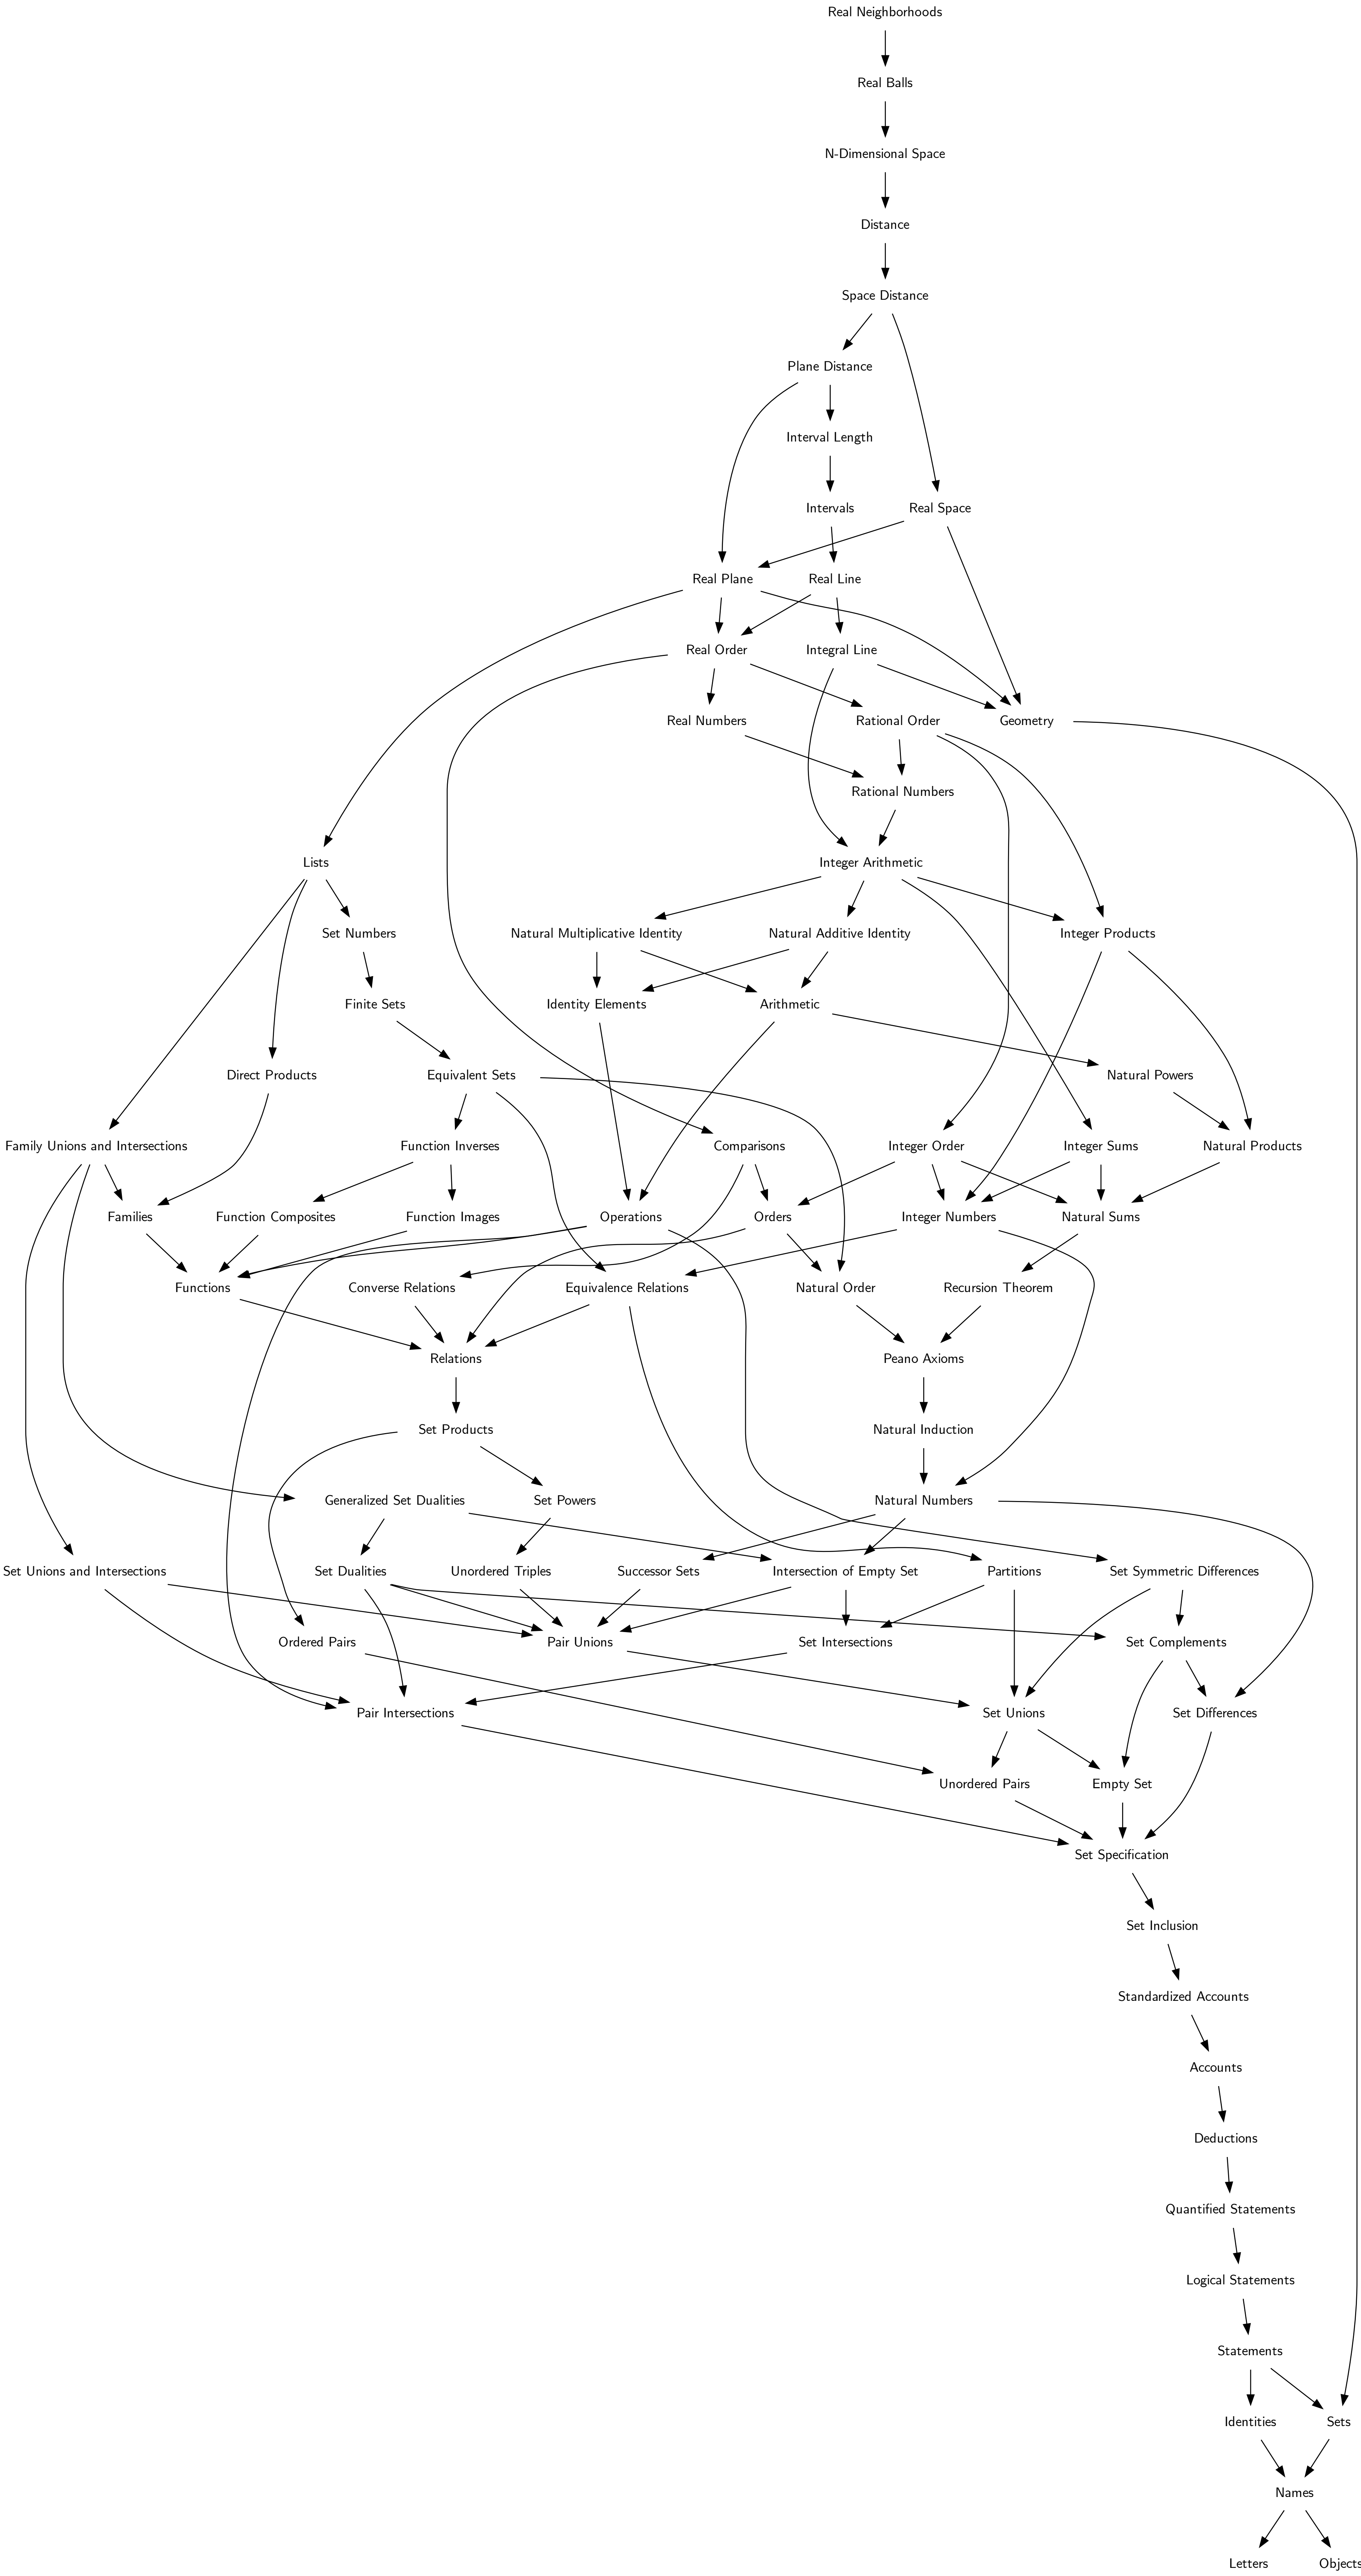 Real Neighborhoods
Real Balls
N-Dimensional Space
Distance
Space Distance
Plane Distance
Interval Length
Intervals
Real Space
Real Plane
Real Line
Real Order
Integral Line
Real Numbers
Rational Order
Geometry
Rational Numbers
Lists
Integer Arithmetic
Set Numbers
Natural Multiplicative Identity
Natural Additive Identity
Integer Products
Finite Sets
Identity Elements
Arithmetic
Direct Products
Equivalent Sets
Natural Powers
Family Unions and Intersections
Function Inverses
Comparisons
Integer Order
Integer Sums
Natural Products
Families
Function Composites
Function Images
Operations
Orders
Integer Numbers
Natural Sums
Functions
Converse Relations
Equivalence Relations
Natural Order
Recursion Theorem
Relations
Peano Axioms
Set Products
Natural Induction
Generalized Set Dualities
Set Powers
Natural Numbers
Set Unions and Intersections
Set Dualities
Unordered Triples
Successor Sets
Intersection of Empty Set
Partitions
Set Symmetric Differences
Ordered Pairs
Pair Unions
Set Intersections
Set Complements
Pair Intersections
Set Unions
Set Differences
Unordered Pairs
Empty Set
Set Specification
Set Inclusion
Standardized Accounts
Accounts
Deductions
Quantified Statements
Logical Statements
Statements
Identities
Sets
Names
Letters
Objects